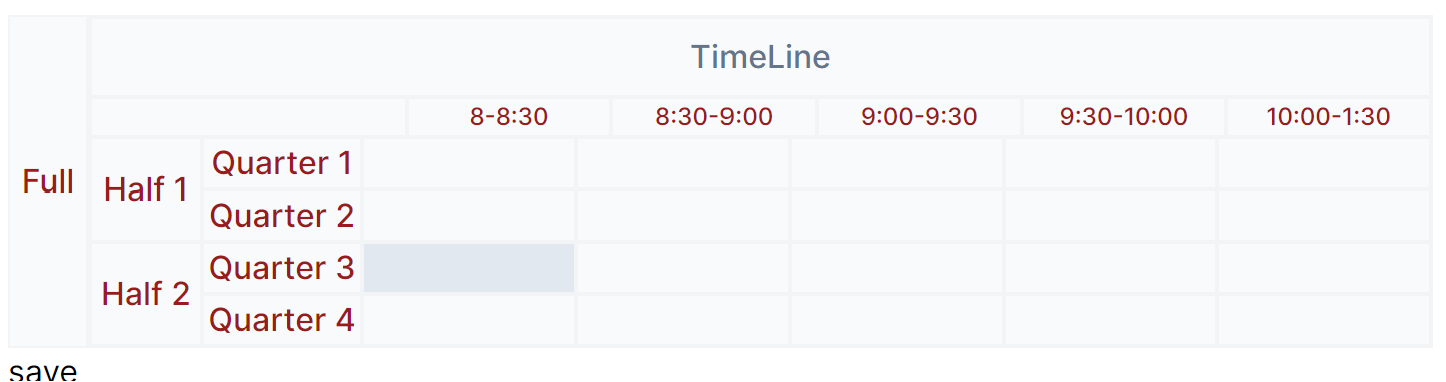 TimeLine
8-8:30 8:30-9:00 9:00-9:30 9:30-10:00 10:00-1:30
Full
Half 1
Quarter 1
Quarter 2
Half 2
Quarter 3
Quarter 4
save